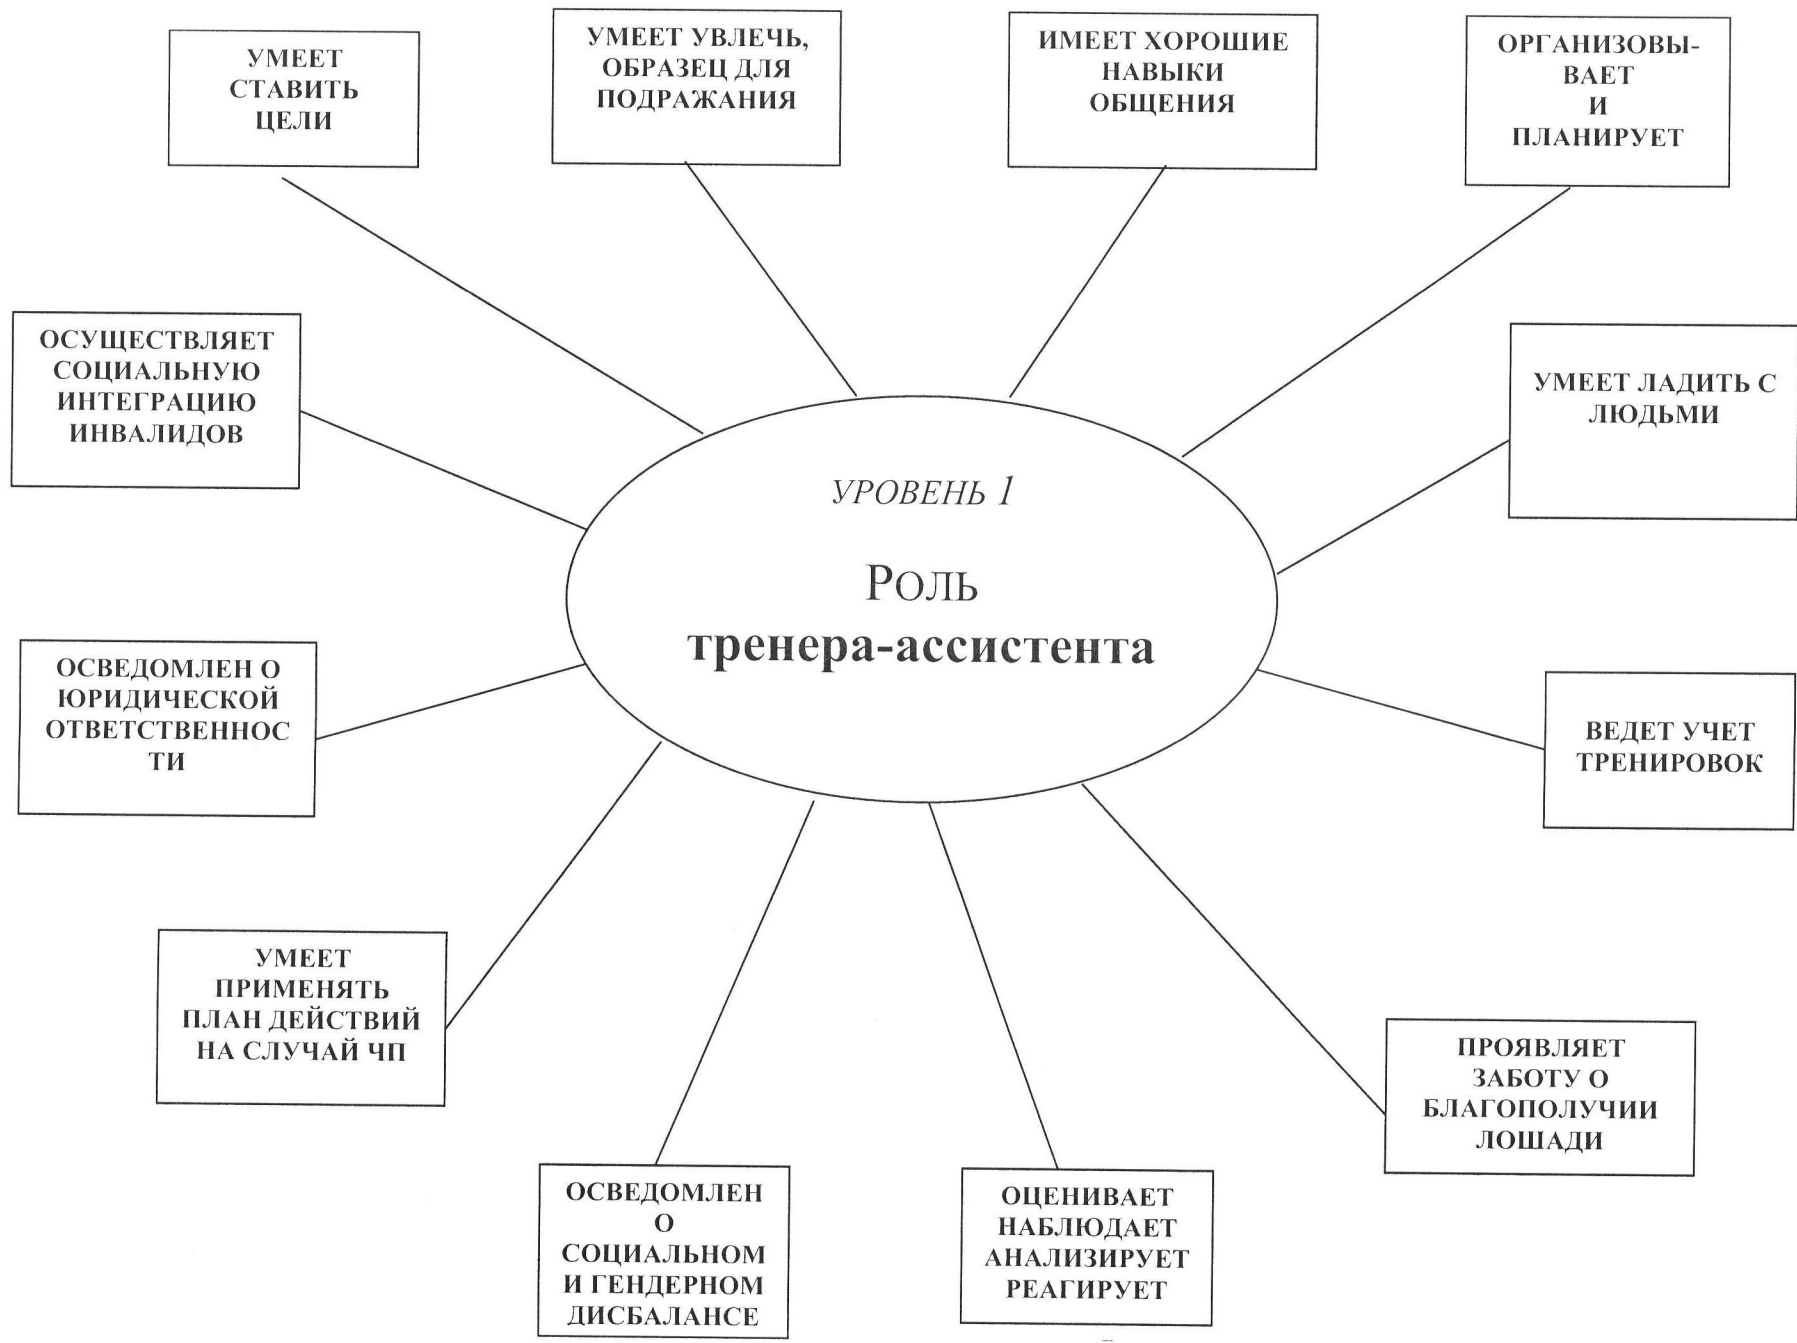 УМЕЕТ
СТАВИТЬ
ЦЕЛИ
УМЕЕТ УВЛЕЧЬ,
ОБРАЗЕЦ ДЛЯ
ПОДРАЖАНИЯ
ИМЕЕТ ХОРОШИЕ
НАВЫКИ
ОБЩЕНИЯ
ОРГАНИЗОВЫ-
ВАЕТ
И
ПЛАНИРУЕТ
ОСУЩЕСТВЛЯЕТ
СОЦИАЛЬНУЮ
ИНТЕГРАЦИЮ
ИНВАЛИДОВ
УМЕЕТ ЛАДИТЬ С
ЛЮДЬМИ
УРОВЕНЬ 1
РОЛЬ
тренера-ассистента
ОСВЕДОМЛЕН О
ЮРИДИЧЕСКОЙ
ОТВЕТСТВЕННОС
ТИ
ВЕДЕТ УЧЕТ
ТРЕНИРОВОК
УМЕЕТ
ПРИМЕНЯТЬ
ПЛАН ДЕЙСТВИЙ
НА СЛУЧАЙ ЧП
ПРОЯВЛЯЕТ
ЗАБОТУ О
БЛАГОПОЛУЧИИ
ЛОШАДИ
ОСВЕДОМЛЕН
О
СОЦИАЛЬНОМ
И ГЕНДЕРНОМ
ДИСБАЛАНСЕ
ОЦЕНИВАЕТ
НАБЛЮДАЕТ
АНАЛИЗИРУЕТ
РЕАГИРУЕТ